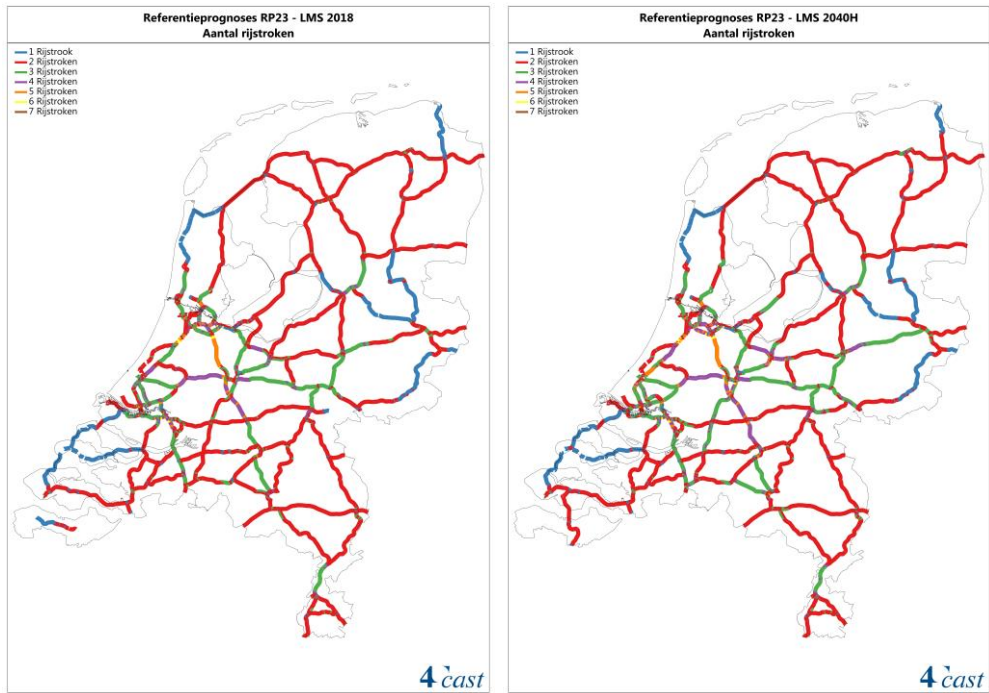 Referentieprognoses RP23 - LMS 2018
Aantal rijstroken
1 Rijstrook
2 Rijstroken
3 Rijstroken
4 Rijstroken
5 Rijstroken
6 Rijstroken
7 Rijstroken
4cast
Referentieprognoses RP23 - LMS 2040H
Aantal rijstroken
1 Rijstrook
2 Rijstroken
3 Rijstroken
4 Rijstroken
5 Rijstroken
6 Rijstroken
7 Rijstroken
4cast